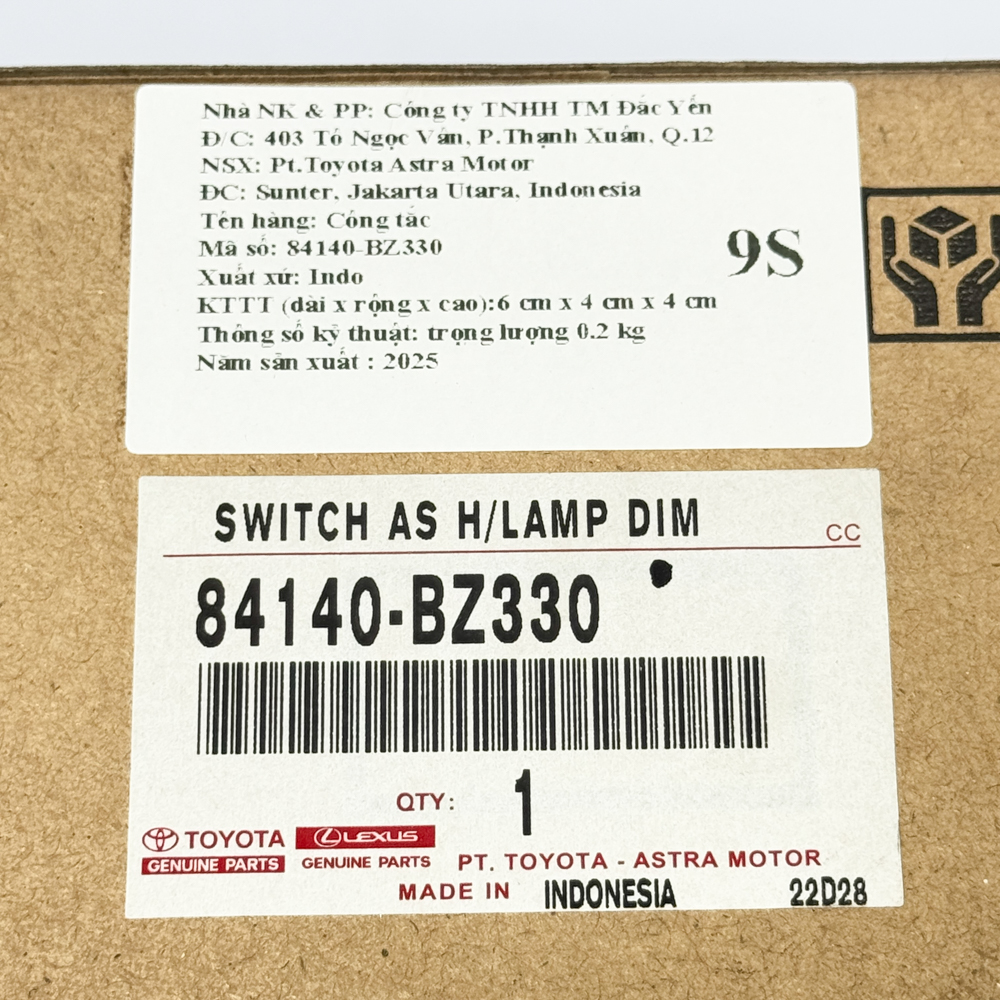 Nhà NK & PP: Công ty TNHH TM Đắc Yến
Đ/C: 403 Tô Ngọc Vân, P.Thạnh Xuân, Q.12
NSX: Pt.Toyota Astra Motor
ĐC: Sunter, Jakarta Utara, Indonesia
Tên hàng: Công tắc
Mã số: 84140-BZ330
9S
Xuất xứ: Indo
KTTT (dài x rộng x cao):6 cm x 4 cm x 4 cm
Thông số kỹ thuật: trọng lượng 0.2 kg
Năm sản xuất : 2025
SWITCH AS H/LAMP DIM
CC
84140-BZ330
QTY: 1
TOYOTA LEXUS
GENUINE PARTS GENUINE PARTS PT. TOYOTA - ASTRA MOTOR
MADE IN INDONESIA 22D28